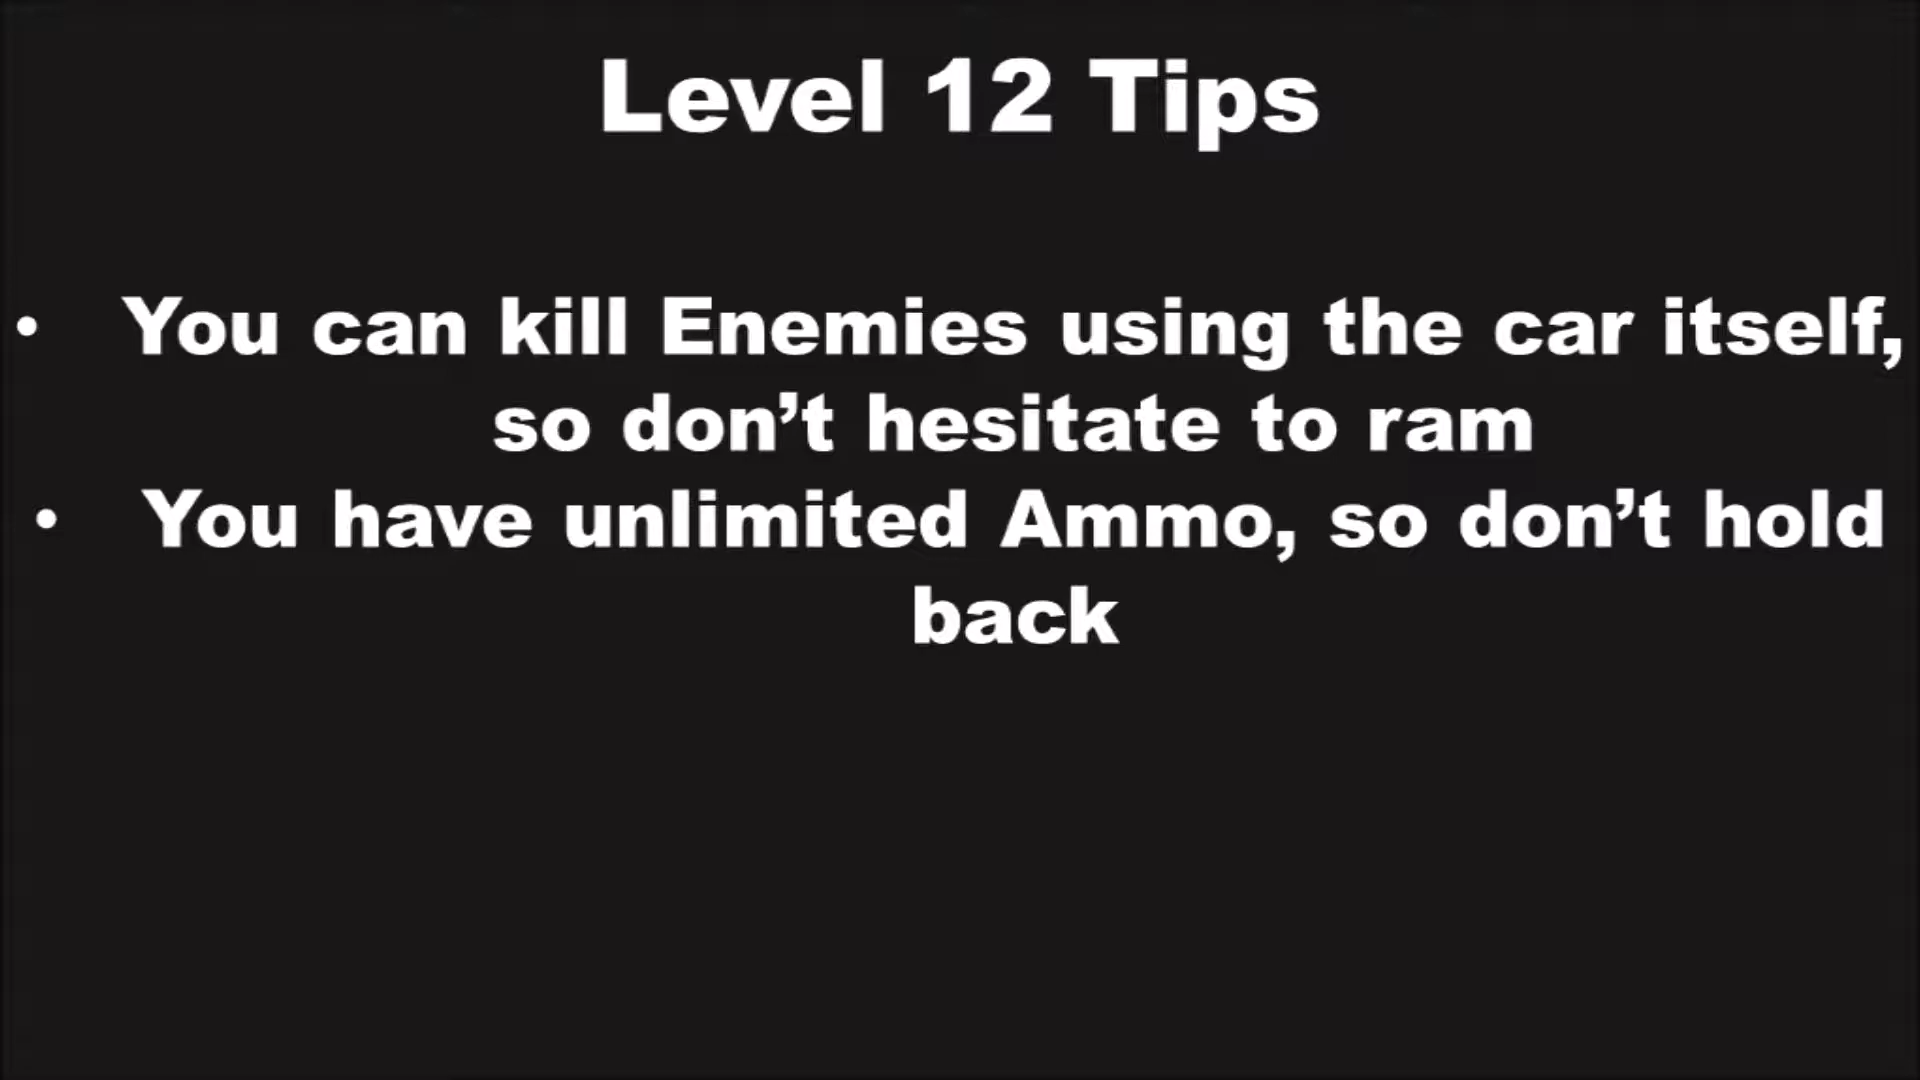 Level 12 Tips
• You can kill Enemies using the car itself,
so don’t hesitate to ram
• You have unlimited Ammo, so don’t hold
back